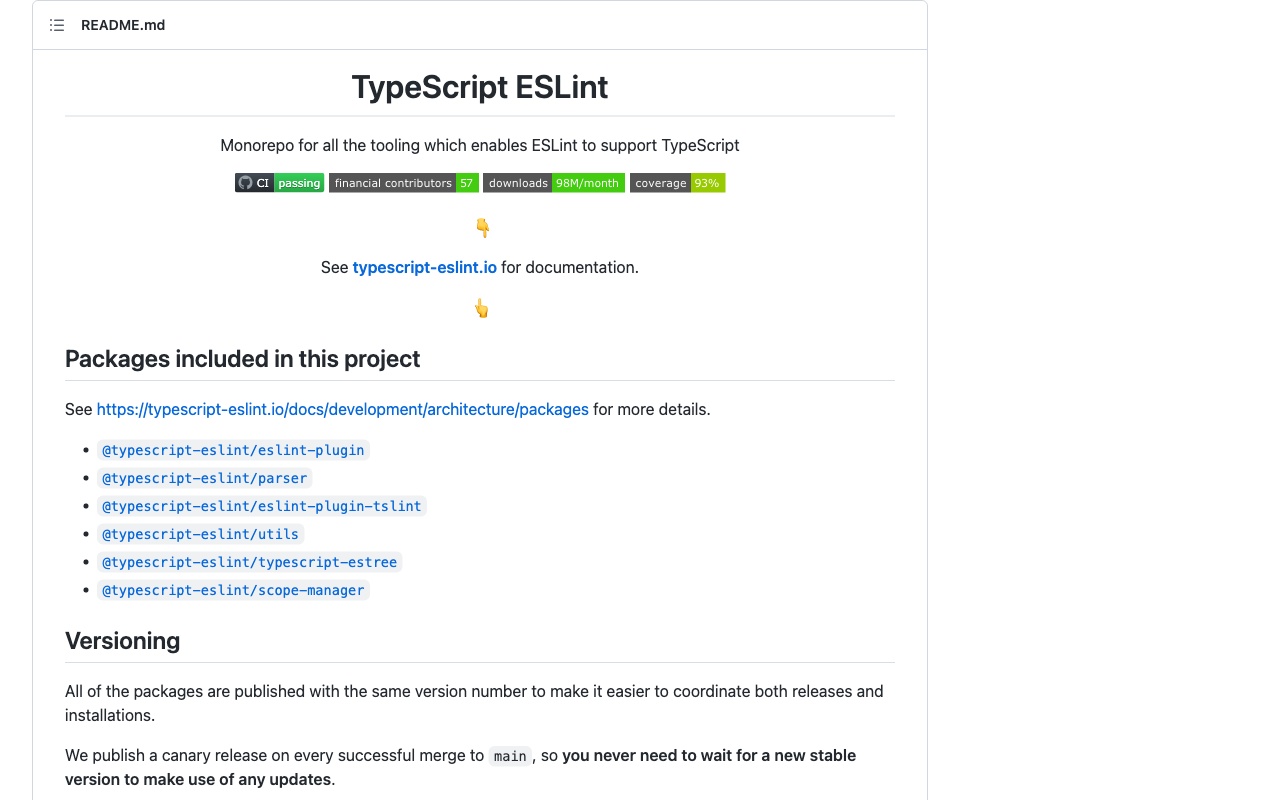 README.md
TypeScript ESLint
Monorepo for all the tooling which enables ESLint to support TypeScript
CI passing financial contributors 57 downloads 98M/month coverage 93%
👇
See typescript-eslint.io for documentation.
👆
Packages included in this project
See https://typescript-eslint.io/docs/development/architecture/packages for more details.
• @typescript-eslint/eslint-plugin
• @typescript-eslint/parser
• @typescript-eslint/eslint-plugin-tslint
• @typescript-eslint/utils
• @typescript-eslint/typescript-estree
• @typescript-eslint/scope-manager
Versioning
All of the packages are published with the same version number to make it easier to coordinate both releases and
installations.
We publish a canary release on every successful merge to main, so you never need to wait for a new stable
version to make use of any updates.